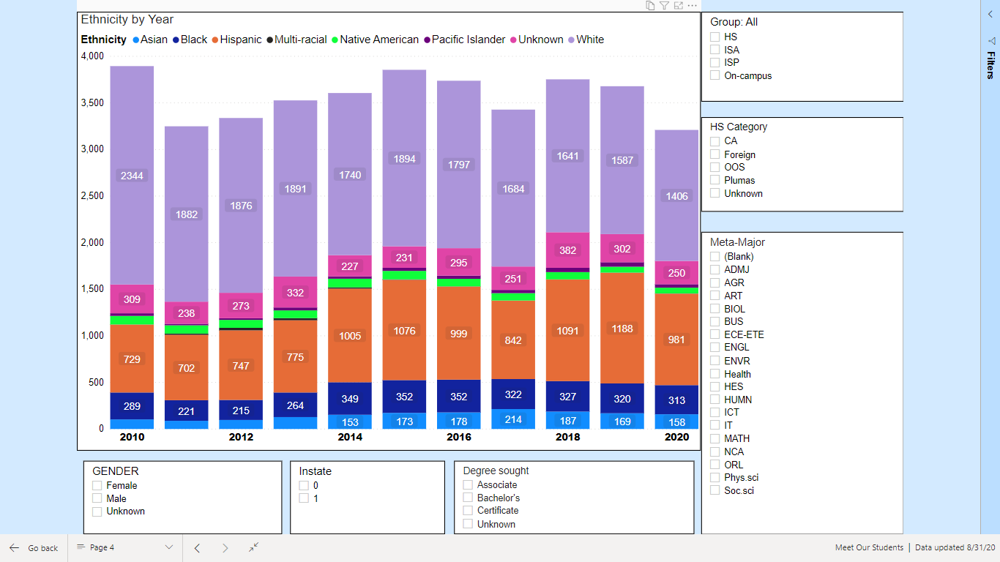 Ethnicity by Year
Ethnicity Asian Black Hispanic Multi-racial Native American Pacific Islander Unknown White
4,000
3,500
3,000
2,500
2,000
1,500
1,000
500
0
2344
309
729
289
1882
238
702
221
1876
273
747
215
1891
332
775
264
1740
227
1005
349
153
1894
231
1076
352
173
1797
295
999
352
178
1684
251
842
322
214
1641
382
1091
327
187
1587
302
1188
320
169
1406
250
981
313
158
2010 2012 2014 2016 2018 2020
Group: All
HS
ISA
ISP
On-campus
HS Category
CA
Foreign
OOS
Plumas
Unknown
Meta-Major
(Blank)
ADMJ
AGR
ART
BIOL
BUS
ECE-ETE
ENGL
ENVR
Health
HES
HUMN
ICT
IT
MATH
NCA
ORL
Phys.sci
Soc.sci
Filters
GENDER
Female
Male
Unknown
Instate
0
1
Degree sought
Associate
Bachelor's
Certificate
Unknown
Go back
Page 4
Meet Our Students | Data updated 8/31/20